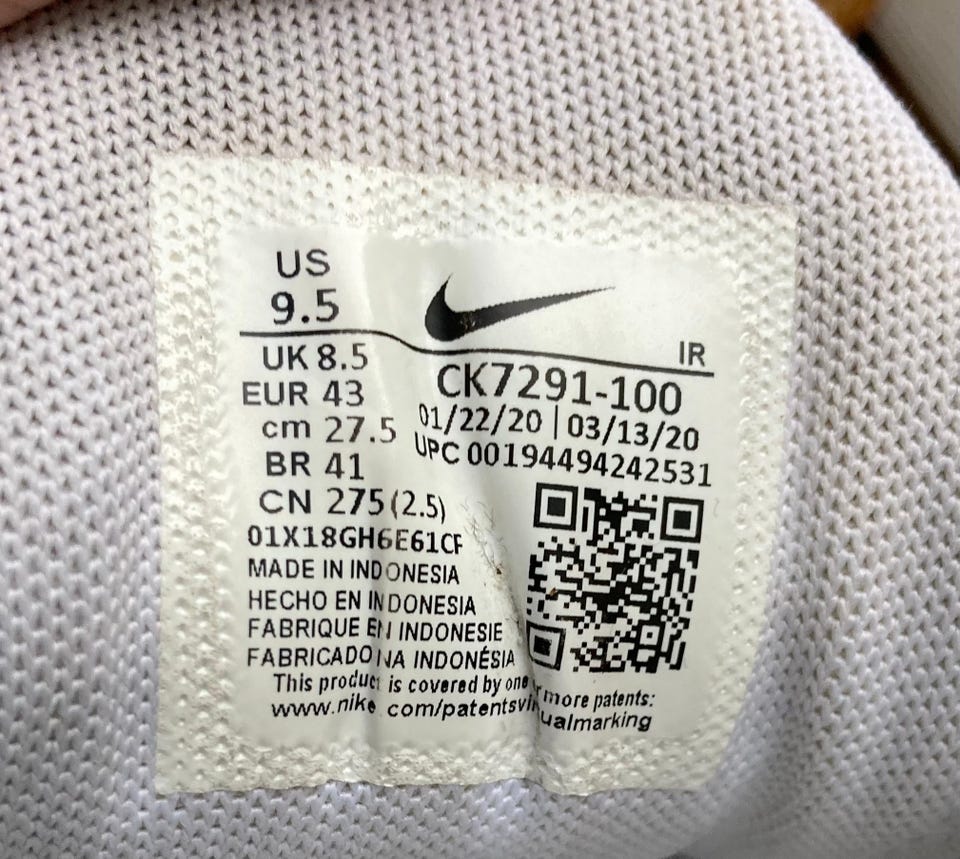 US
9.5
UK 8.5
EUR 43
cm 27.5
BR 41
CN 275 (2.5)
IR
CK7291-100
01/22/20 | 03/13/20
UPC 00194494242531
01X18GH6E61CF
MADE IN INDONESIA
HECHO EN INDONESIA
FABRIQUE EN INDONESIE
FABRICADO NA INDONÉSIA
This product is covered by one or more patents:
www.nike.com/patentsvirtualmarking